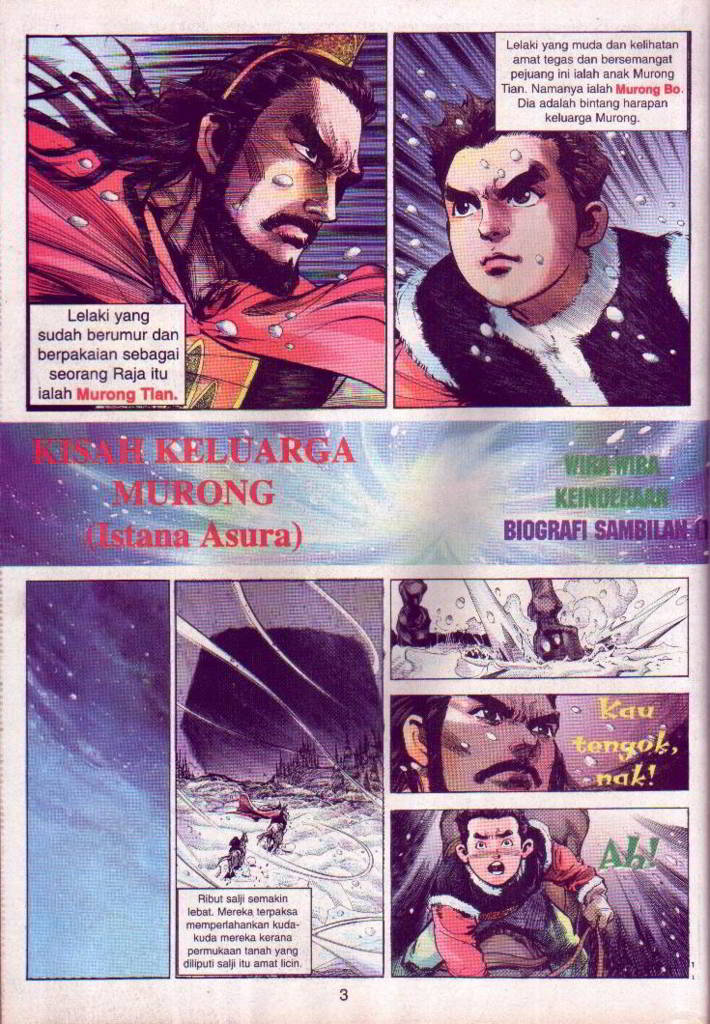 Lelaki yang
sudah berumur dan
berpakaian sebagai
seorang Raja itu
ialah Murong Tian.
Lelaki yang muda dan kelihatan
amat tegas dan bersemangat
pejuang ini ialah anak Murong
Tian. Namanya ialah Murong Bo.
Dia adalah bintang harapan
keluarga Murong.
KISAH KELUARGA
MURONG
(Istana Asura)
WIRA-WIRA
KEINDERAAN
BIOGRAFI SAMBILAN
Ribut salji semakin
lebat. Mereka terpaksa
memperlahankan kuda-
kuda mereka kerana
permukaan tanah yang
diliputi salji itu amat licin.
Kau
tengok,
nak!
Ah!
3